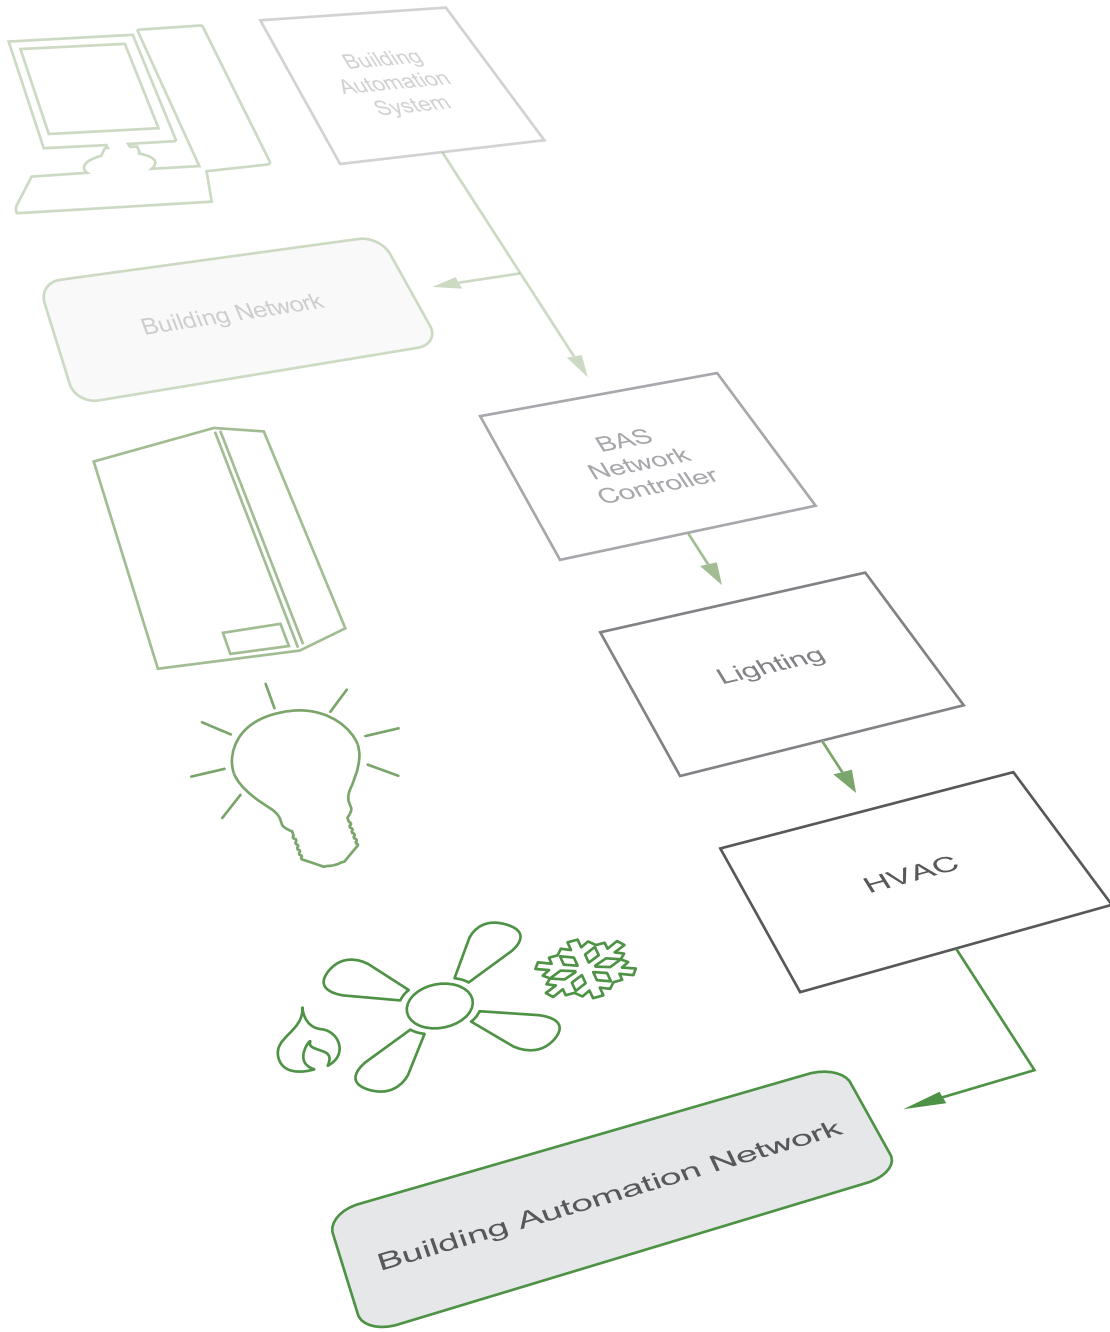 Building
Automation
System
Building Network
BAS
Network
Controller
Lighting
HVAC
Building Automation Network